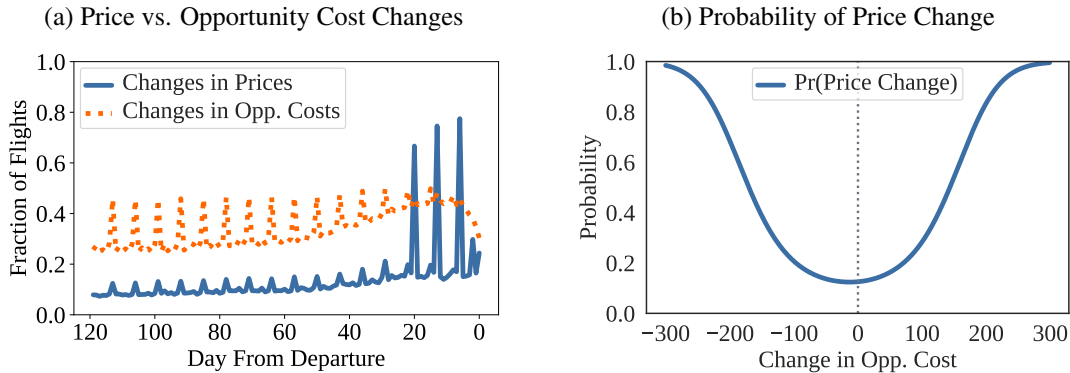 (a) Price vs. Opportunity Cost Changes
Fraction of Flights
1.0
0.8
0.6
0.4
0.2
0.0
Changes in Prices
Changes in Opp. Costs
120 100 80 60 40 20 0
Day From Departure
(b) Probability of Price Change
Probability
1.0
0.8
0.6
0.4
0.2
0.0
Pr(Price Change)
−300 −200 −100 0 100 200 300
Change in Opp. Cost